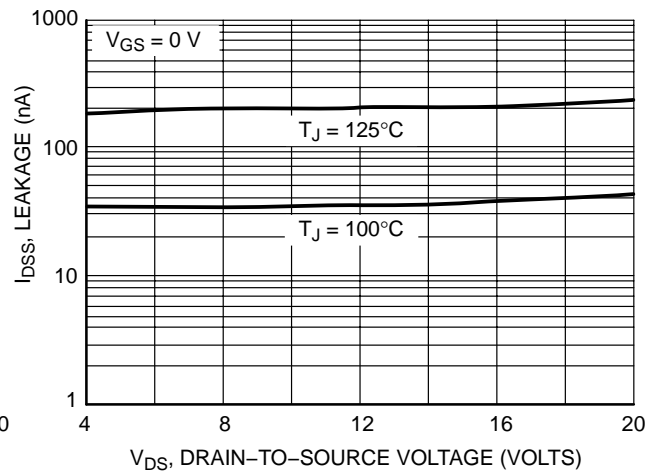 1000
V_GS = 0 V
T_J = 125°C
100
T_J = 100°C
10
1
I_DSS, LEAKAGE (nA)
0
4 8 12 16 20
V_DS, DRAIN−TO−SOURCE VOLTAGE (VOLTS)